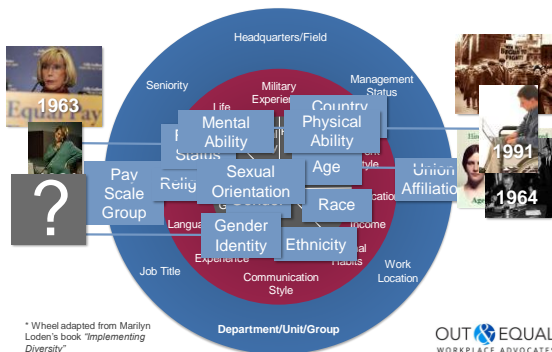 Headquarters/Field
Seniority
Military
Management
Status
Life
Country
Mental
Ability
Physical
Ability
Status
Equal Pay
1963
1991
1964
Pay
Scale
Group
Sexual
Orientation
Age
Union
Affiliation
?
Race
Gender
Identity
Ethnicity
Income
Habits
Experience
Job Title
Communication
Style
Work
Location
Department/Unit/Group
* Wheel adapted from Marilyn
Loden's book "Implementing
Diversity"
OUT & EQUAL
WORKPLACE ADVOCATES